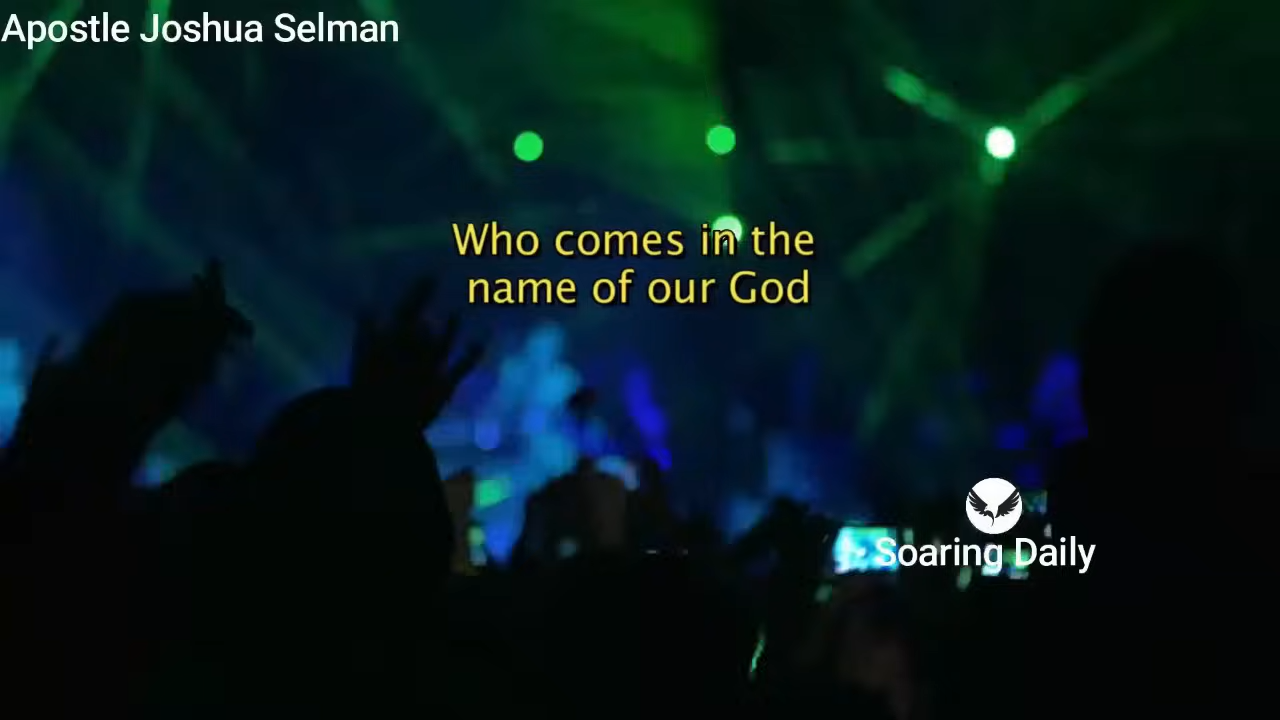 Apostle Joshua Selman
Who comes in the
name of our God
Soaring Daily